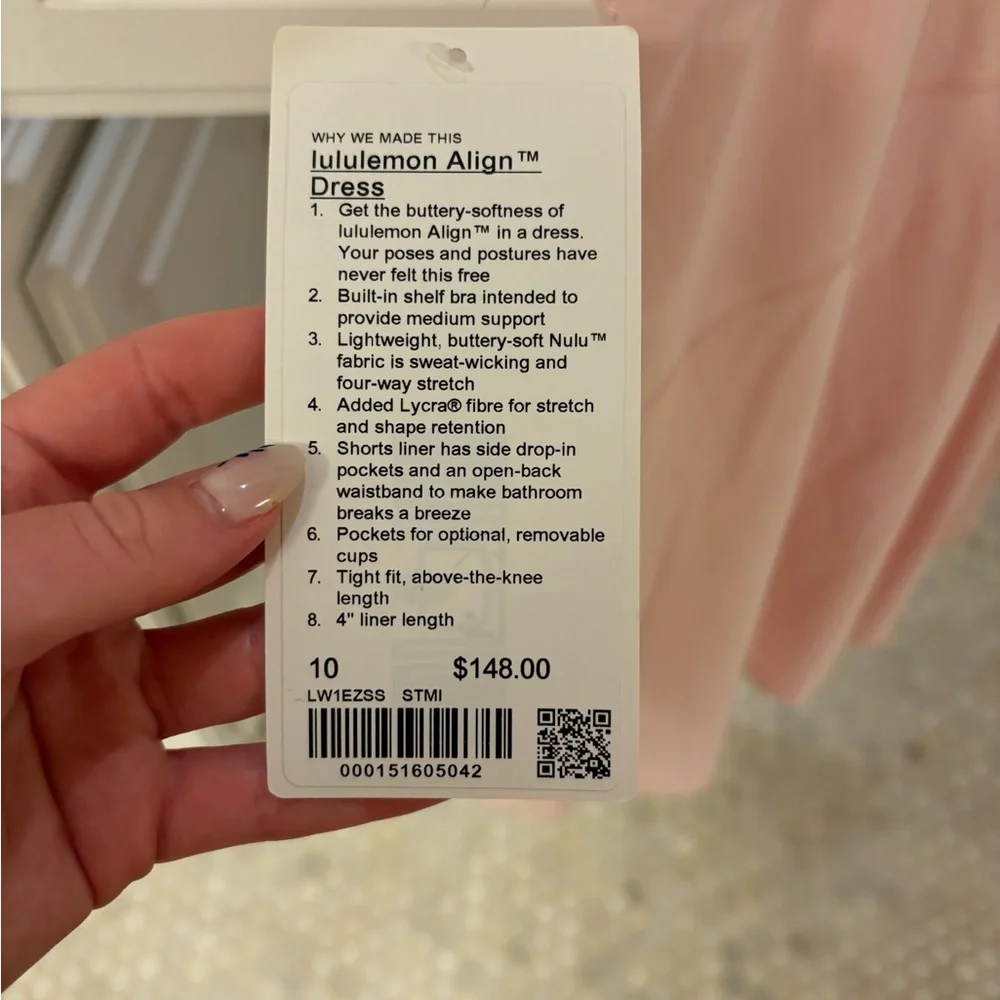 WHY WE MADE THIS
lululemon Align™
Dress
1. Get the buttery-softness of
lululemon Align™ in a dress.
Your poses and postures have
never felt this free
2. Built-in shelf bra intended to
provide medium support
3. Lightweight, buttery-soft Nulu™
fabric is sweat-wicking and
four-way stretch
4. Added Lycra® fibre for stretch
and shape retention
5. Shorts liner has side drop-in
pockets and an open-back
waistband to make bathroom
breaks a breeze
6. Pockets for optional, removable
cups
7. Tight fit, above-the-knee
length
8. 4" liner length
10 $148.00
LW1EZSS STMI
000151605042